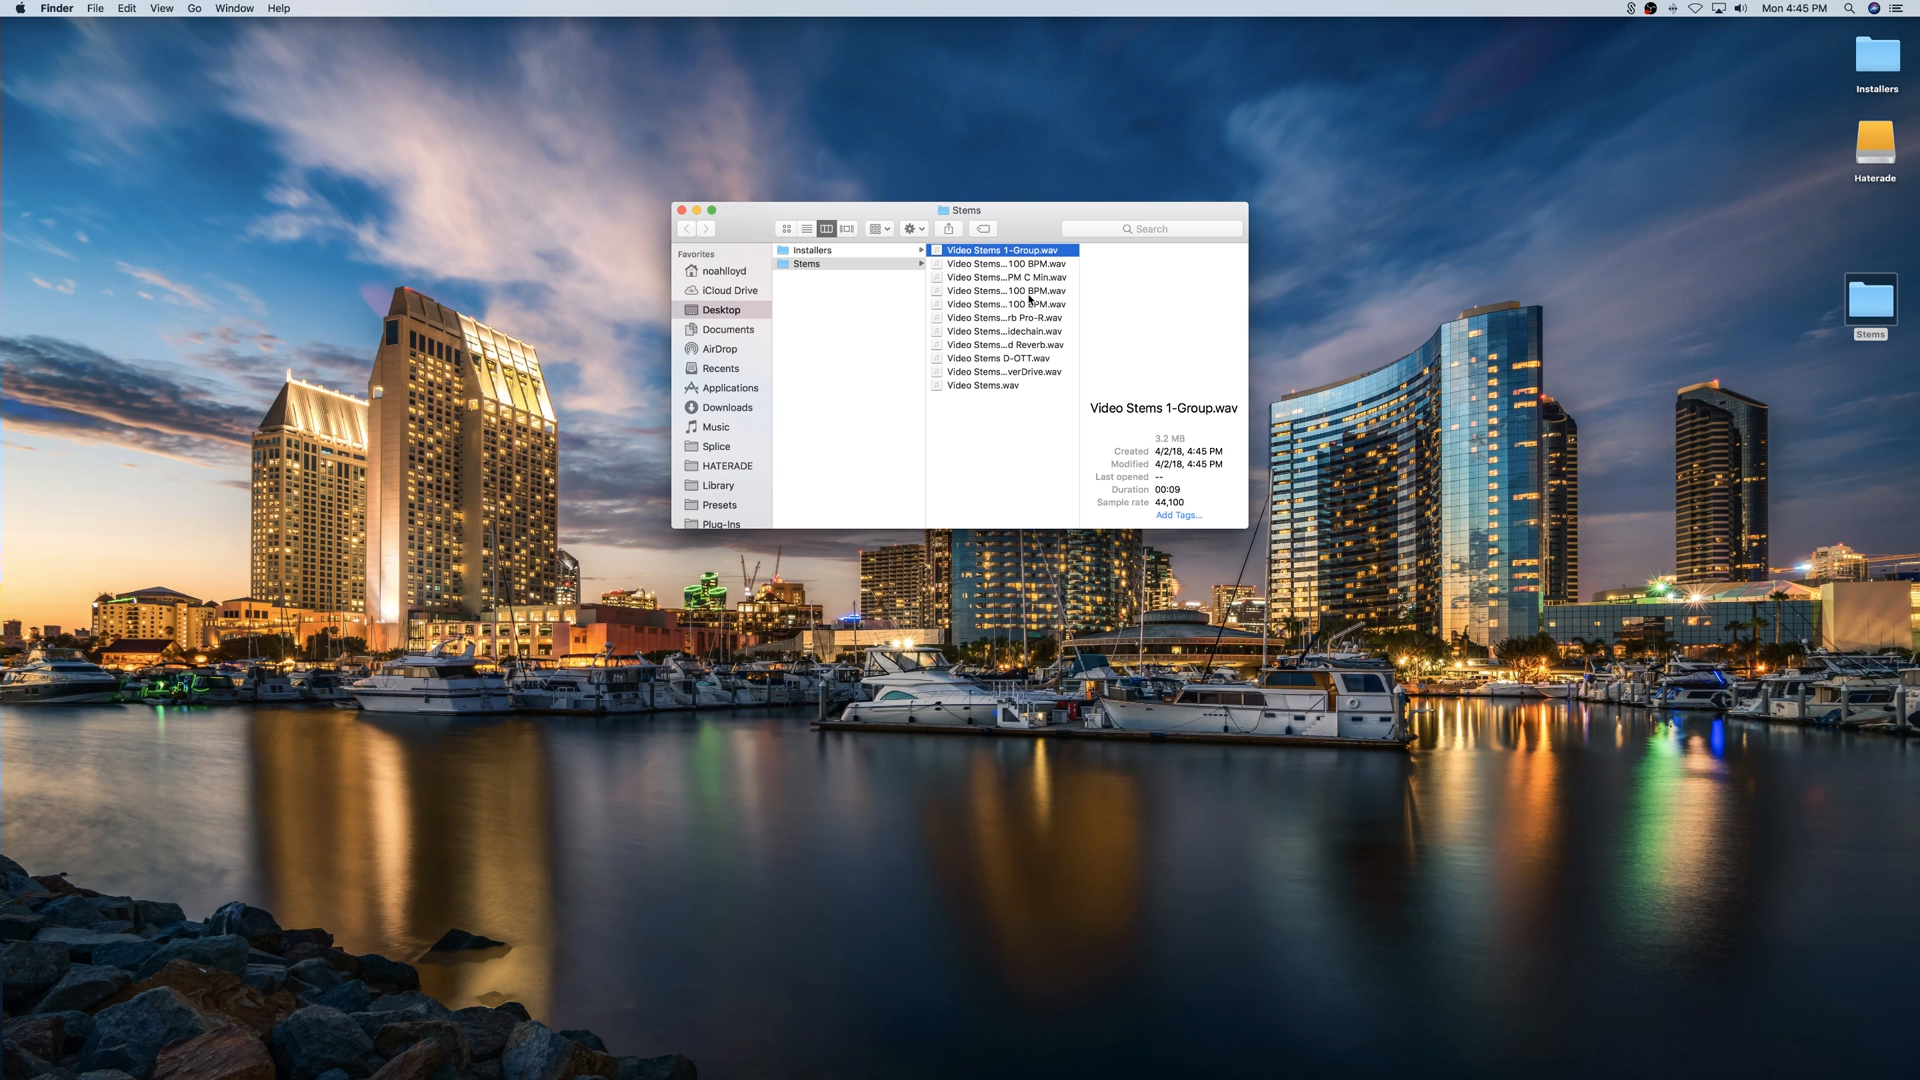 Finder File Edit View Go Window Help
Mon 4:45 PM
Installers
Haterade
Stems
Stems
Search
Favorites
noahlloyd
iCloud Drive
Desktop
Documents
AirDrop
Recents
Applications
Downloads
Music
Splice
HATERADE
Library
Presets
Plug-Ins
Installers
Stems
Video Stems 1-Group.wav
Video Stems...100 BPM.wav
Video Stems...PM C Min.wav
Video Stems...100 BPM.wav
Video Stems...100 BPM.wav
Video Stems...rb Pro-R.wav
Video Stems...idechain.wav
Video Stems...d Reverb.wav
Video Stems D-OTT.wav
Video Stems...verDrive.wav
Video Stems.wav
Video Stems 1-Group.wav
3.2 MB
Created 4/2/18, 4:45 PM
Modified 4/2/18, 4:45 PM
Last opened --
Duration 00:09
Sample rate 44,100
Add Tags...